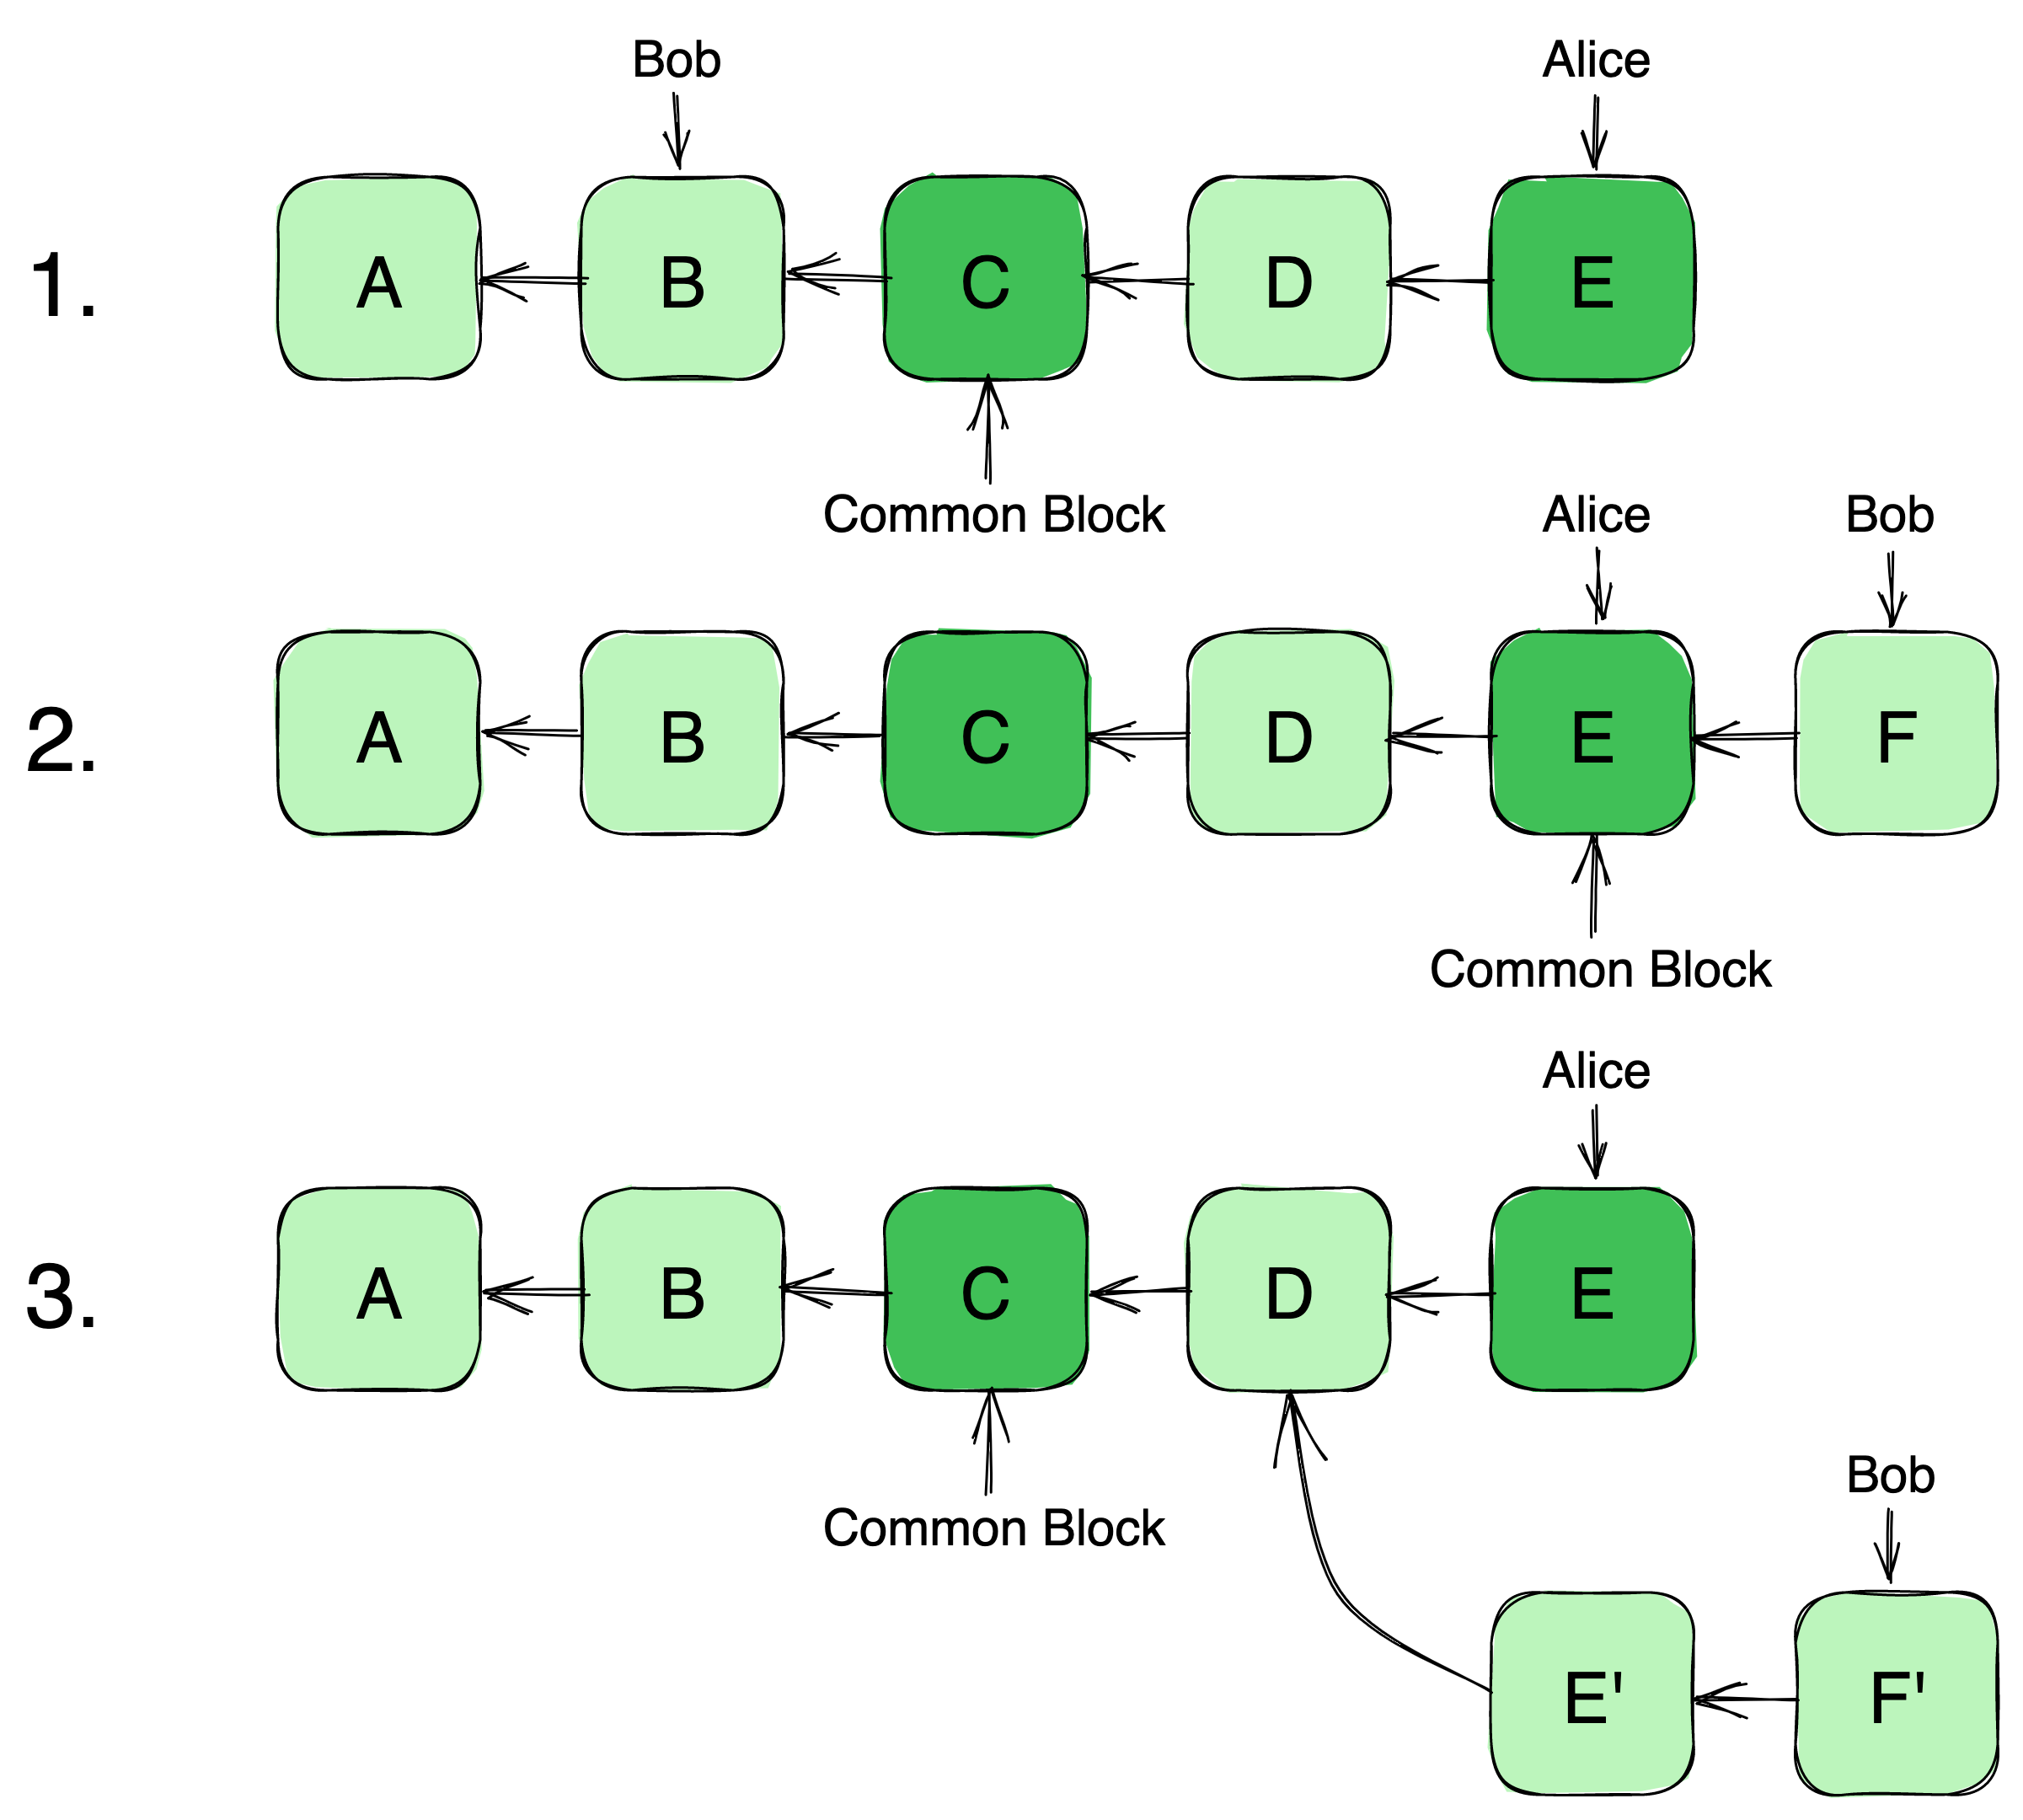 Bob Alice
1. A B C D E
Common Block Alice Bob
2. A B C D E F
Common Block
Alice
3. A B C D E
Bob
Common Block
E' F'